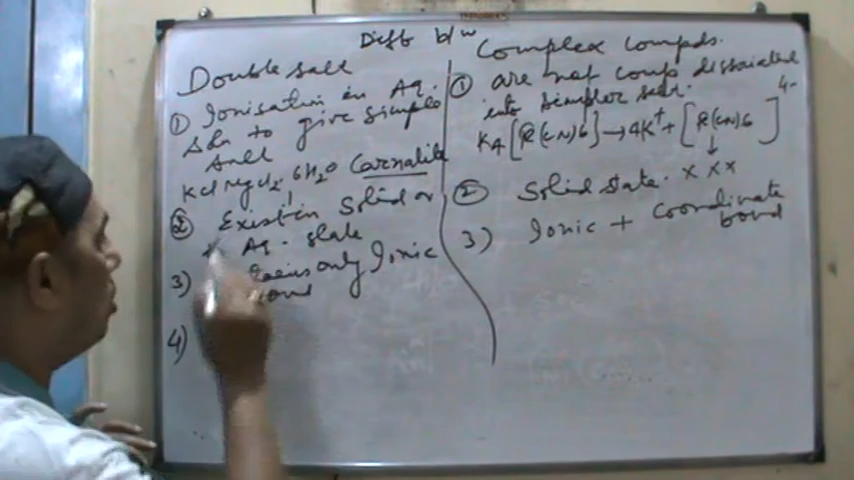 Diff b/w
Double salt
① Ionisation in Aq.
Soln to give simple
salt
KCl MgCl2. 6H2O Carnalite
② Exist in Solid or
Aq. state
3) only Ionic
bond
4)
Complex Compds.
① are not comp dissociated
into simpler salt.
K4[Fe(CN)6] → 4K+ + [Fe(CN)6]4-
② Solid state. x x x
3) Ionic + Coordinate
bond